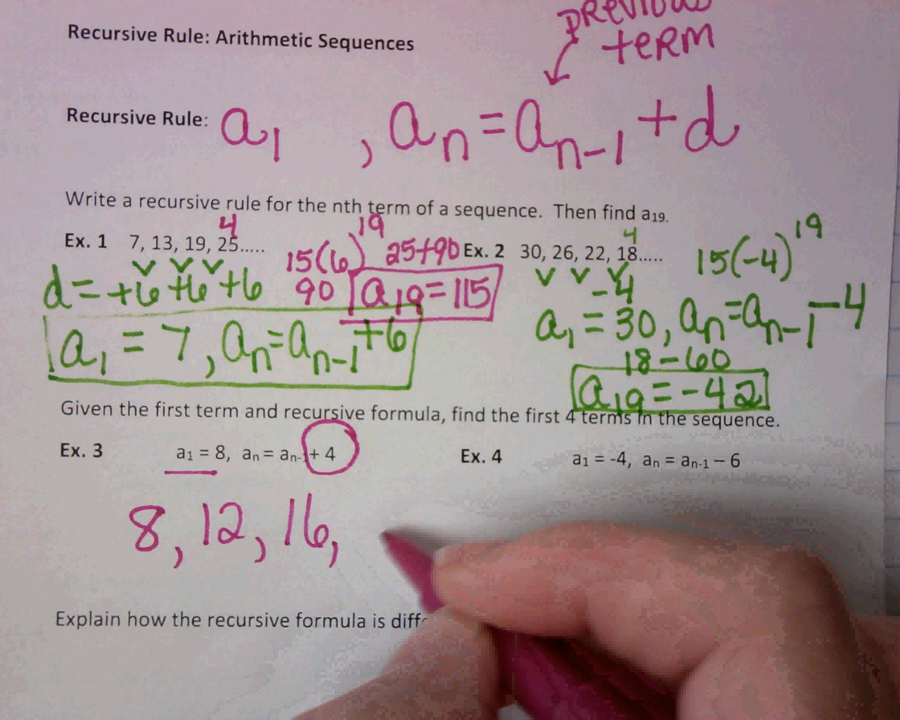 previous
term
Recursive Rule: Arithmetic Sequences
Recursive Rule: a₁ , aₙ = aₙ₋₁ + d
Write a recursive rule for the nth term of a sequence. Then find a₁₉.
4 19 4 19
Ex. 1 7, 13, 19, 25..... 15(6) 25+90 Ex. 2 30, 26, 22, 18..... 15(-4)
d = +6 +6 +6 90 a₁₉ = 115 -4
a₁ = 7, aₙ = aₙ₋₁ + 6 a₁ = 30, aₙ = aₙ₋₁ - 4
18 - 60
a₁₉ = -42
Given the first term and recursive formula, find the first 4 terms in the sequence.
Ex. 3 a₁ = 8, aₙ = aₙ₋₁ + 4 Ex. 4 a₁ = -4, aₙ = aₙ₋₁ – 6
8, 12, 16,
Explain how the recursive formula is